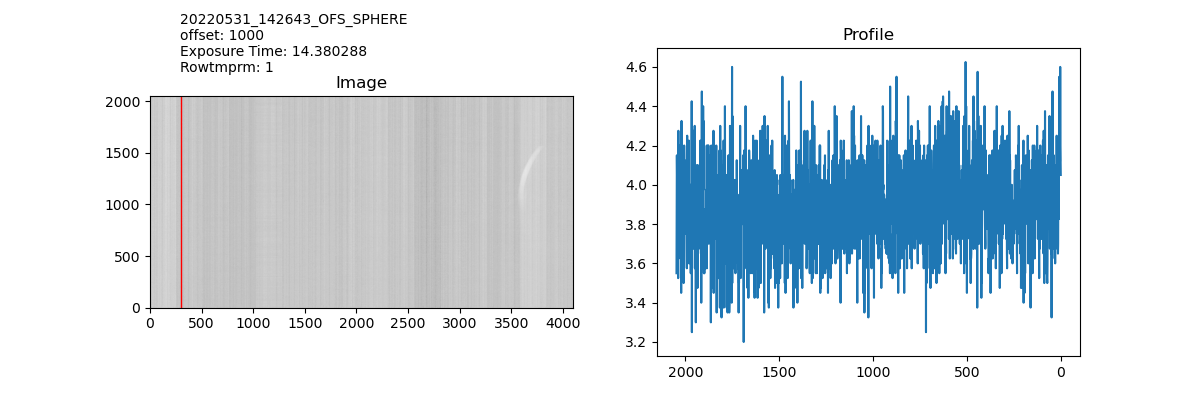 20220531_142643_OFS_SPHERE
offset: 1000
Exposure Time: 14.380288
Rowtmprm: 1
Image
2000
1500
1000
500
0
0 500 1000 1500 2000 2500 3000 3500 4000
Profile
4.6
4.4
4.2
4.0
3.8
3.6
3.4
3.2
2000 1500 1000 500 0